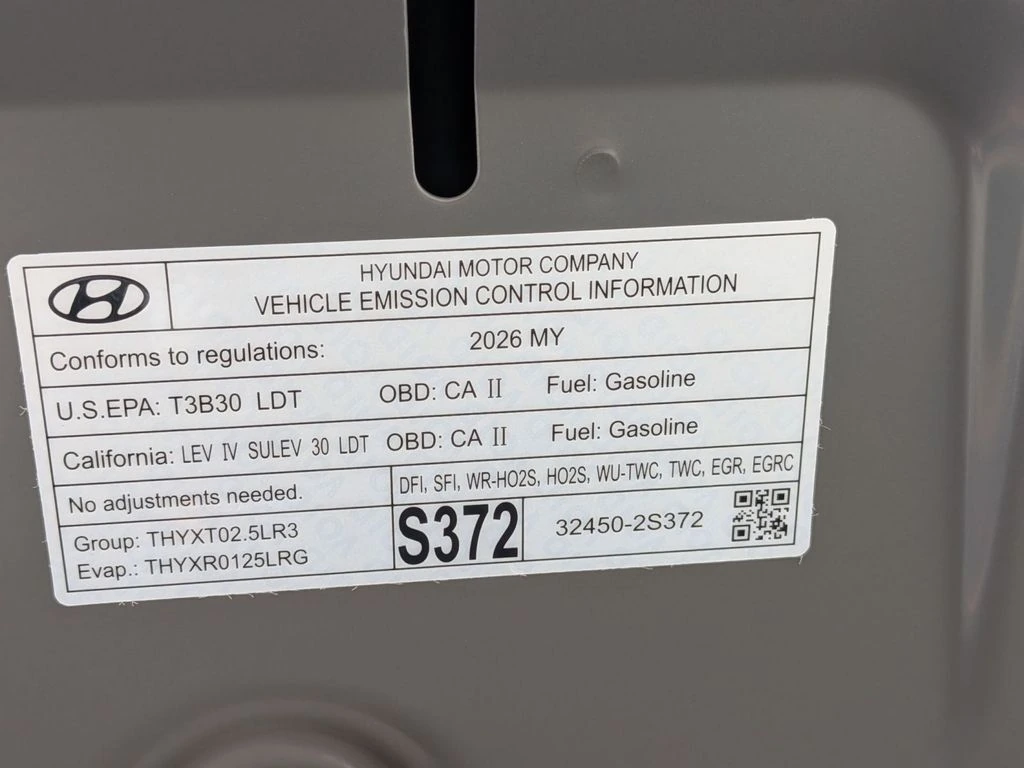 HYUNDAI MOTOR COMPANY
VEHICLE EMISSION CONTROL INFORMATION
Conforms to regulations: 2026 MY
U.S.EPA: T3B30 LDT OBD: CA II Fuel: Gasoline
California: LEV IV SULEV 30 LDT OBD: CA II Fuel: Gasoline
No adjustments needed.
DFI, SFI, WR-HO2S, HO2S, WU-TWC, TWC, EGR, EGRC
Group: THYXT02.5LR3
Evap.: THYXR0125LRG
S372
32450-2S372